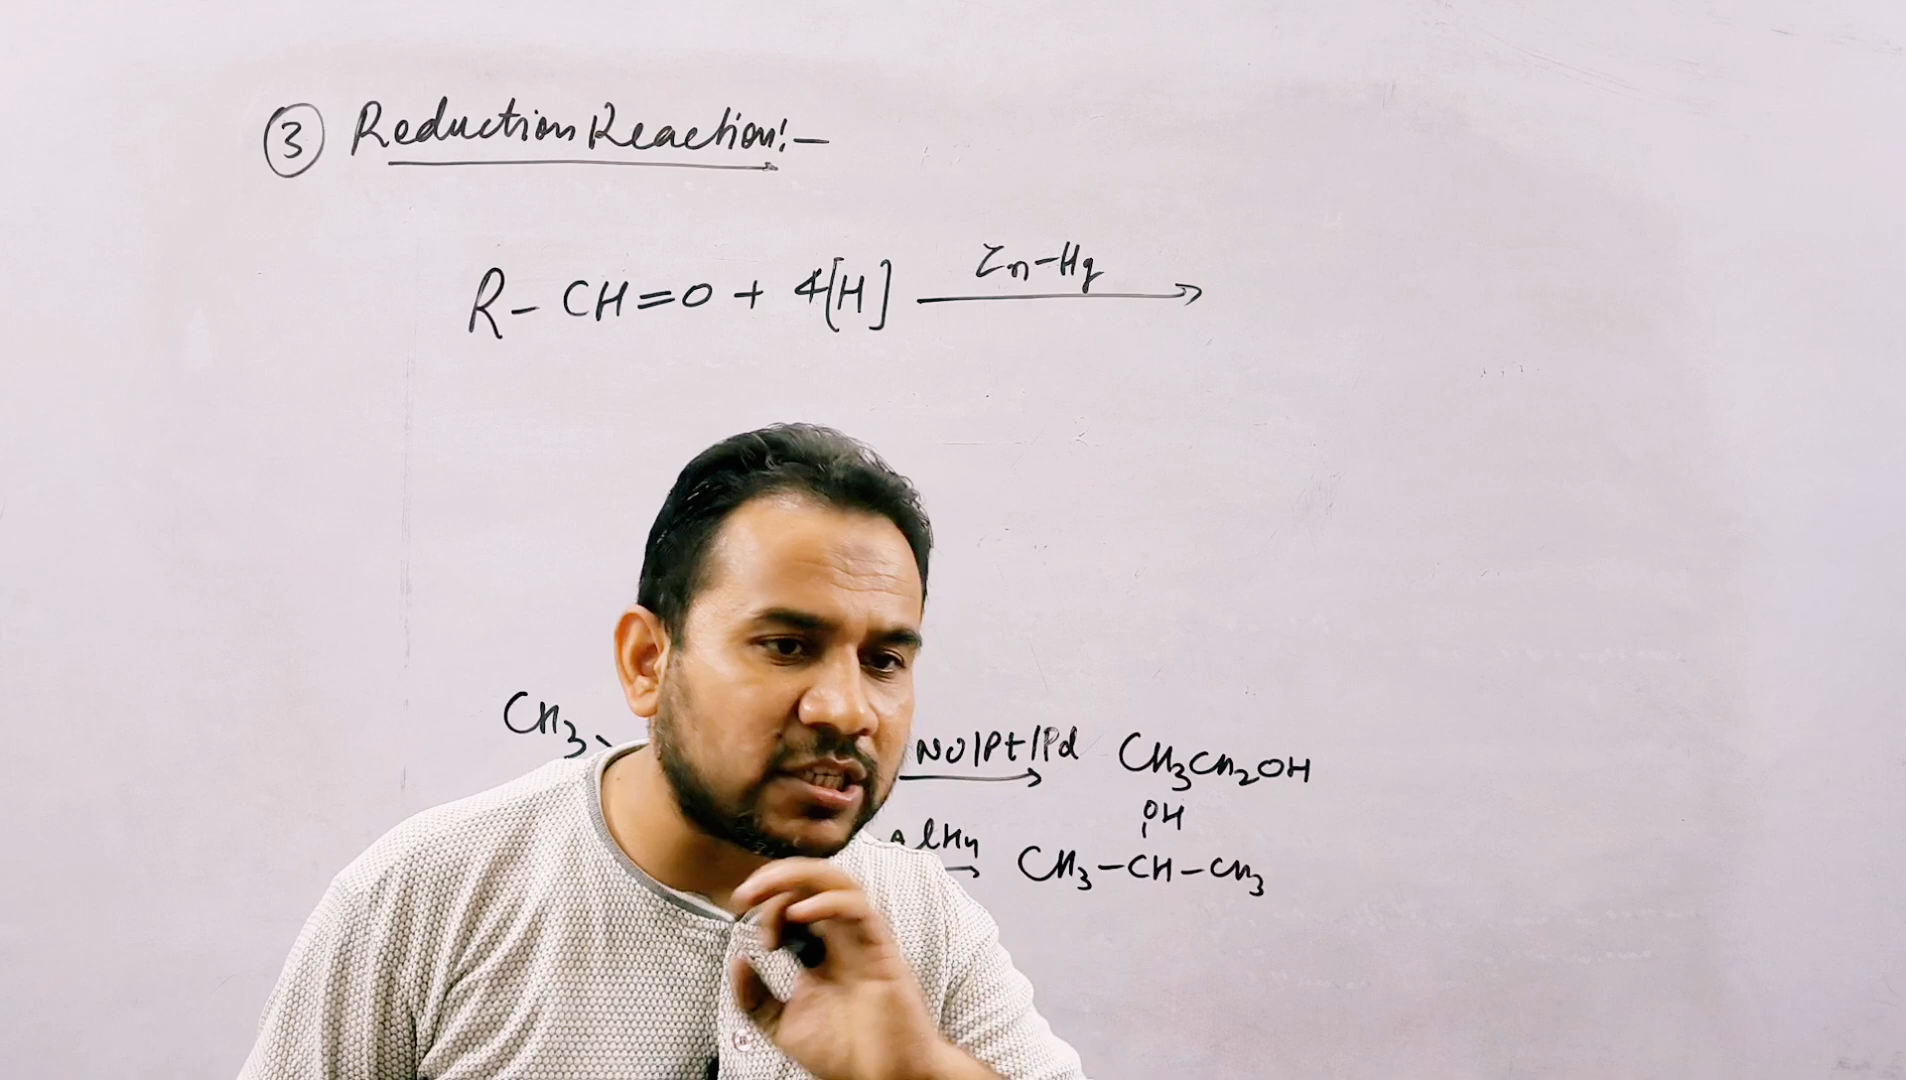 ③ Reduction Reaction:-
Zn-Hg
R-CH=O + 4[H] ⟶
CH₃
Ni/Pt/Pd CH₃CH₂OH
OH
AlH₄ CH₃-CH-CH₃